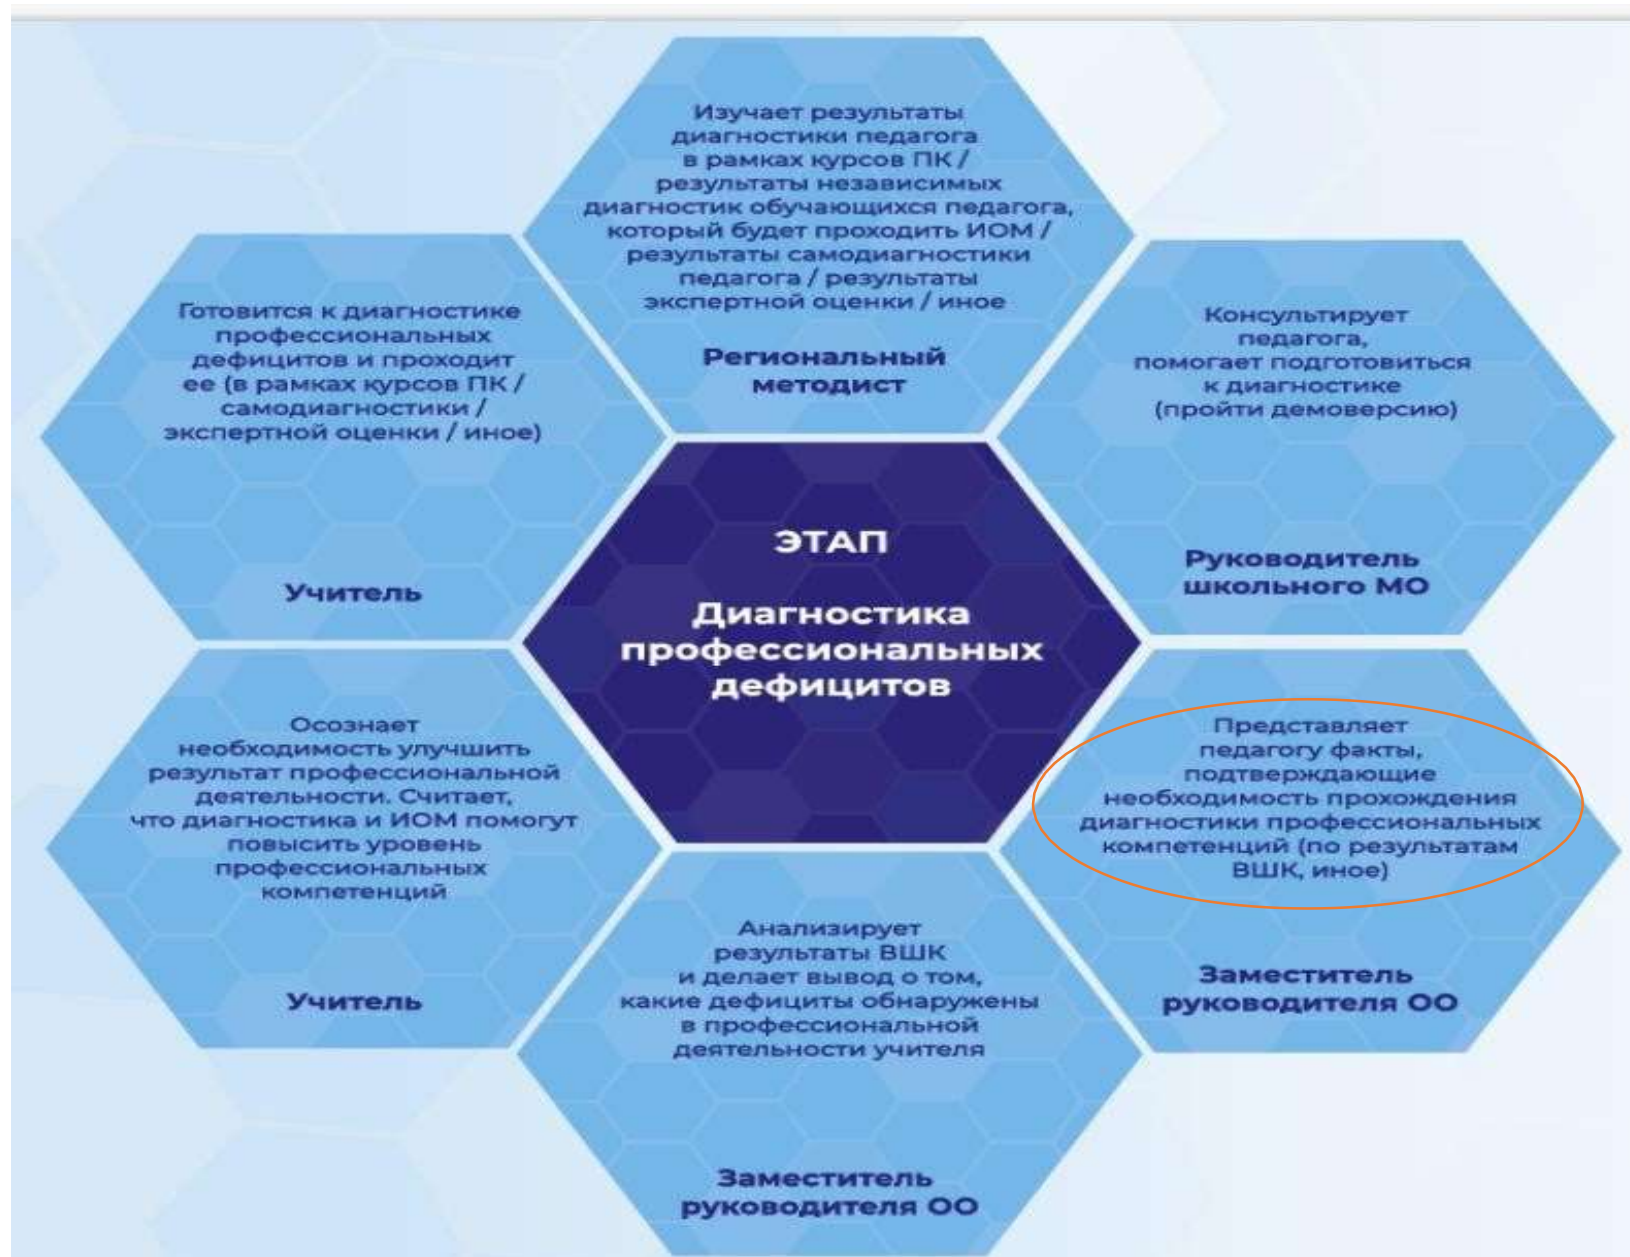 Изучает результаты
диагностики педагога
в рамках курсов ПК /
результаты независимых
диагностик обучающихся педагога,
который будет проходить ИОМ /
результаты самодиагностики
педагога / результаты
экспертной оценки / иное
Региональный
методист
Готовится к диагностике
профессиональных
дефицитов и проходит
ее (в рамках курсов ПК /
самодиагностики /
экспертной оценки / иное)
Учитель
Консультирует
педагога,
помогает подготовиться
к диагностике
(пройти демоверсию)
Руководитель
школьного МО
ЭТАП
Диагностика
профессиональных
дефицитов
Осознает
необходимость улучшить
результат профессиональной
деятельности. Считает,
что диагностика и ИОМ помогут
повысить уровень
профессиональных
компетенций
Учитель
Представляет
педагогу факты,
подтверждающие
необходимость прохождения
диагностики профессиональных
компетенций (по результатам
ВШК, иное)
Заместитель
руководителя ОО
Анализирует
результаты ВШК
и делает вывод о том,
какие дефициты обнаружены
в профессиональной
деятельности учителя
Заместитель
руководителя ОО